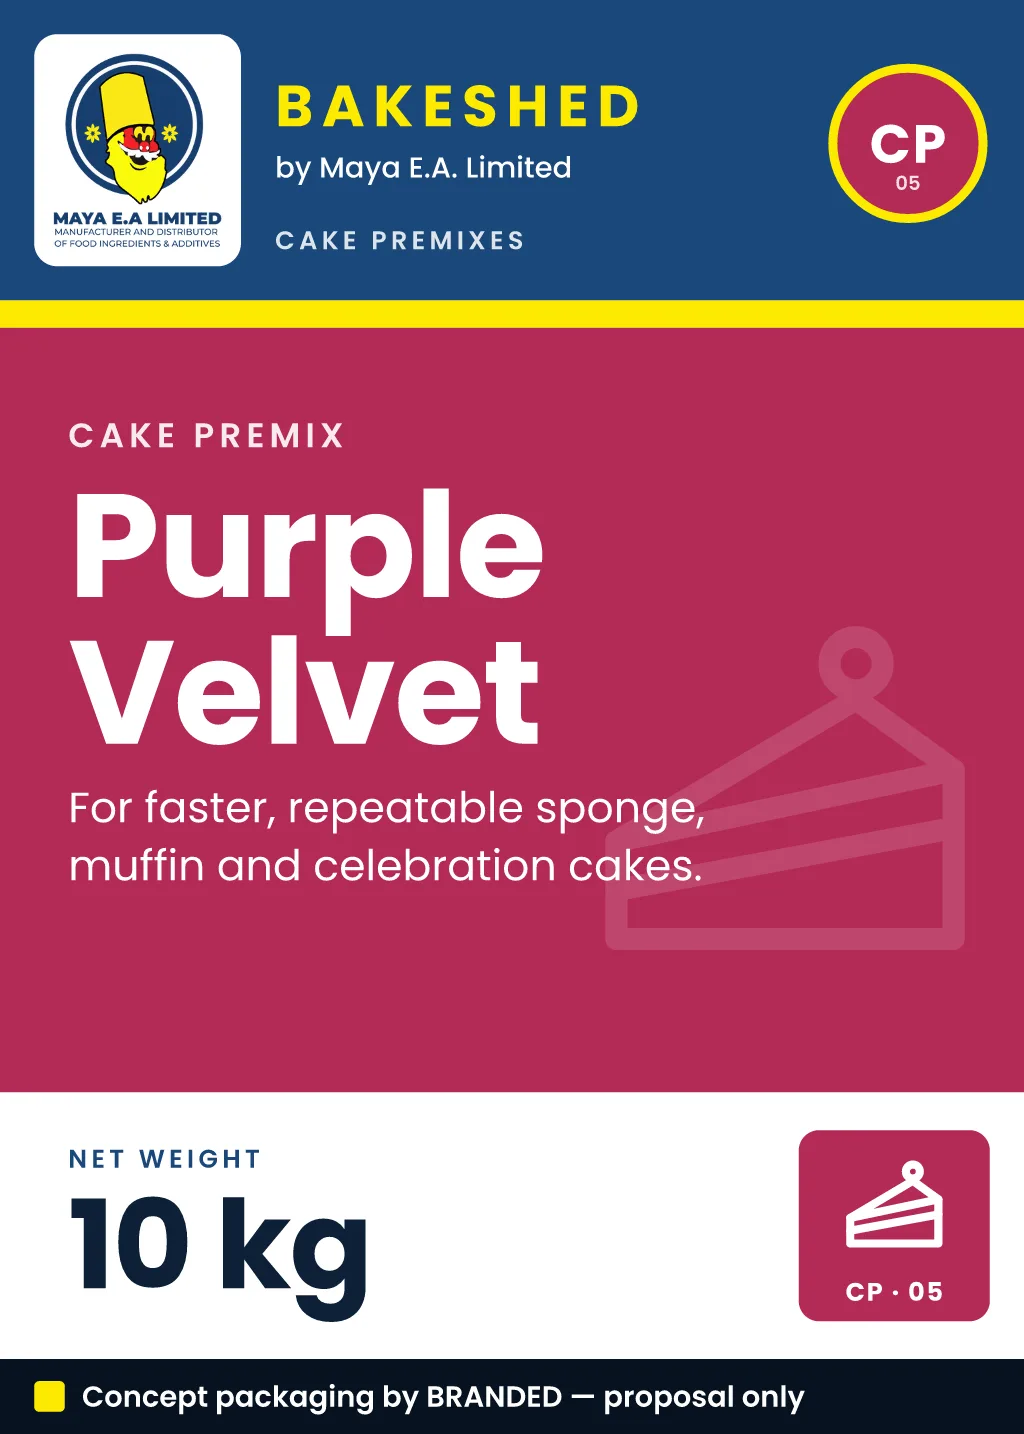 MAYA E.A LIMITED
MANUFACTURER AND DISTRIBUTOR
OF FOOD INGREDIENTS & ADDITIVES
BAKESHED
by Maya E.A. Limited
CAKE PREMIXES
CP
05
CAKE PREMIX
Purple
Velvet
For faster, repeatable sponge,
muffin and celebration cakes.
NET WEIGHT
10 kg
CP · 05
Concept packaging by BRANDED — proposal only